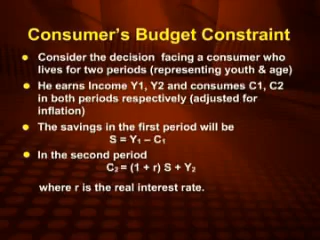 Consumer's Budget Constraint
Consider the decision facing a consumer who
lives for two periods (representing youth & age)
He earns Income Y1, Y2 and consumes C1, C2
in both periods respectively (adjusted for
inflation)
The savings in the first period will be
S = Y₁ – C₁
In the second period
C₂ = (1 + r) S + Y₂
where r is the real interest rate.